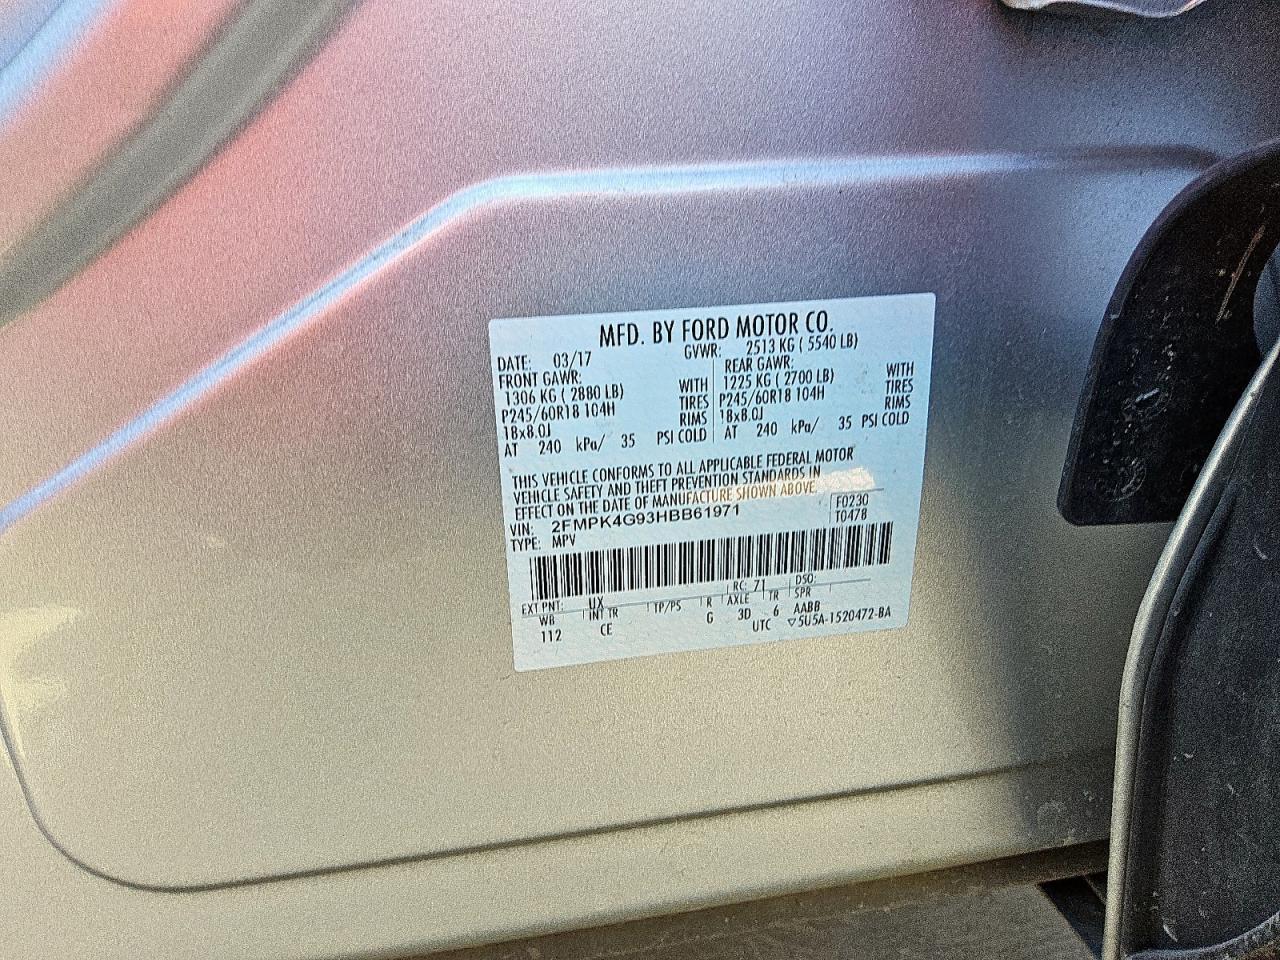 MFD. BY FORD MOTOR CO.
DATE: 03/17 GVWR: 2513 KG ( 5540 LB)
FRONT GAWR: REAR GAWR:
1306 KG ( 2880 LB) WITH 1225 KG ( 2700 LB) WITH
P245/60R18 104H TIRES P245/60R18 104H TIRES
18x8.0J RIMS 18x8.0J RIMS
AT 240 kPa/ 35 PSI COLD AT 240 kPa/ 35 PSI COLD
THIS VEHICLE CONFORMS TO ALL APPLICABLE FEDERAL MOTOR
VEHICLE SAFETY AND THEFT PREVENTION STANDARDS IN
EFFECT ON THE DATE OF MANUFACTURE SHOWN ABOVE.
VIN: 2FMPK4G93HBB61971 F0230
TYPE: MPV T0478
EXT PNT: UX RC: 71 DSO:
WB INT TR TP/PS R AXLE TR SPR
112 CE G 3D 6 AABB
UTC ▽5U5A-1520472-BA